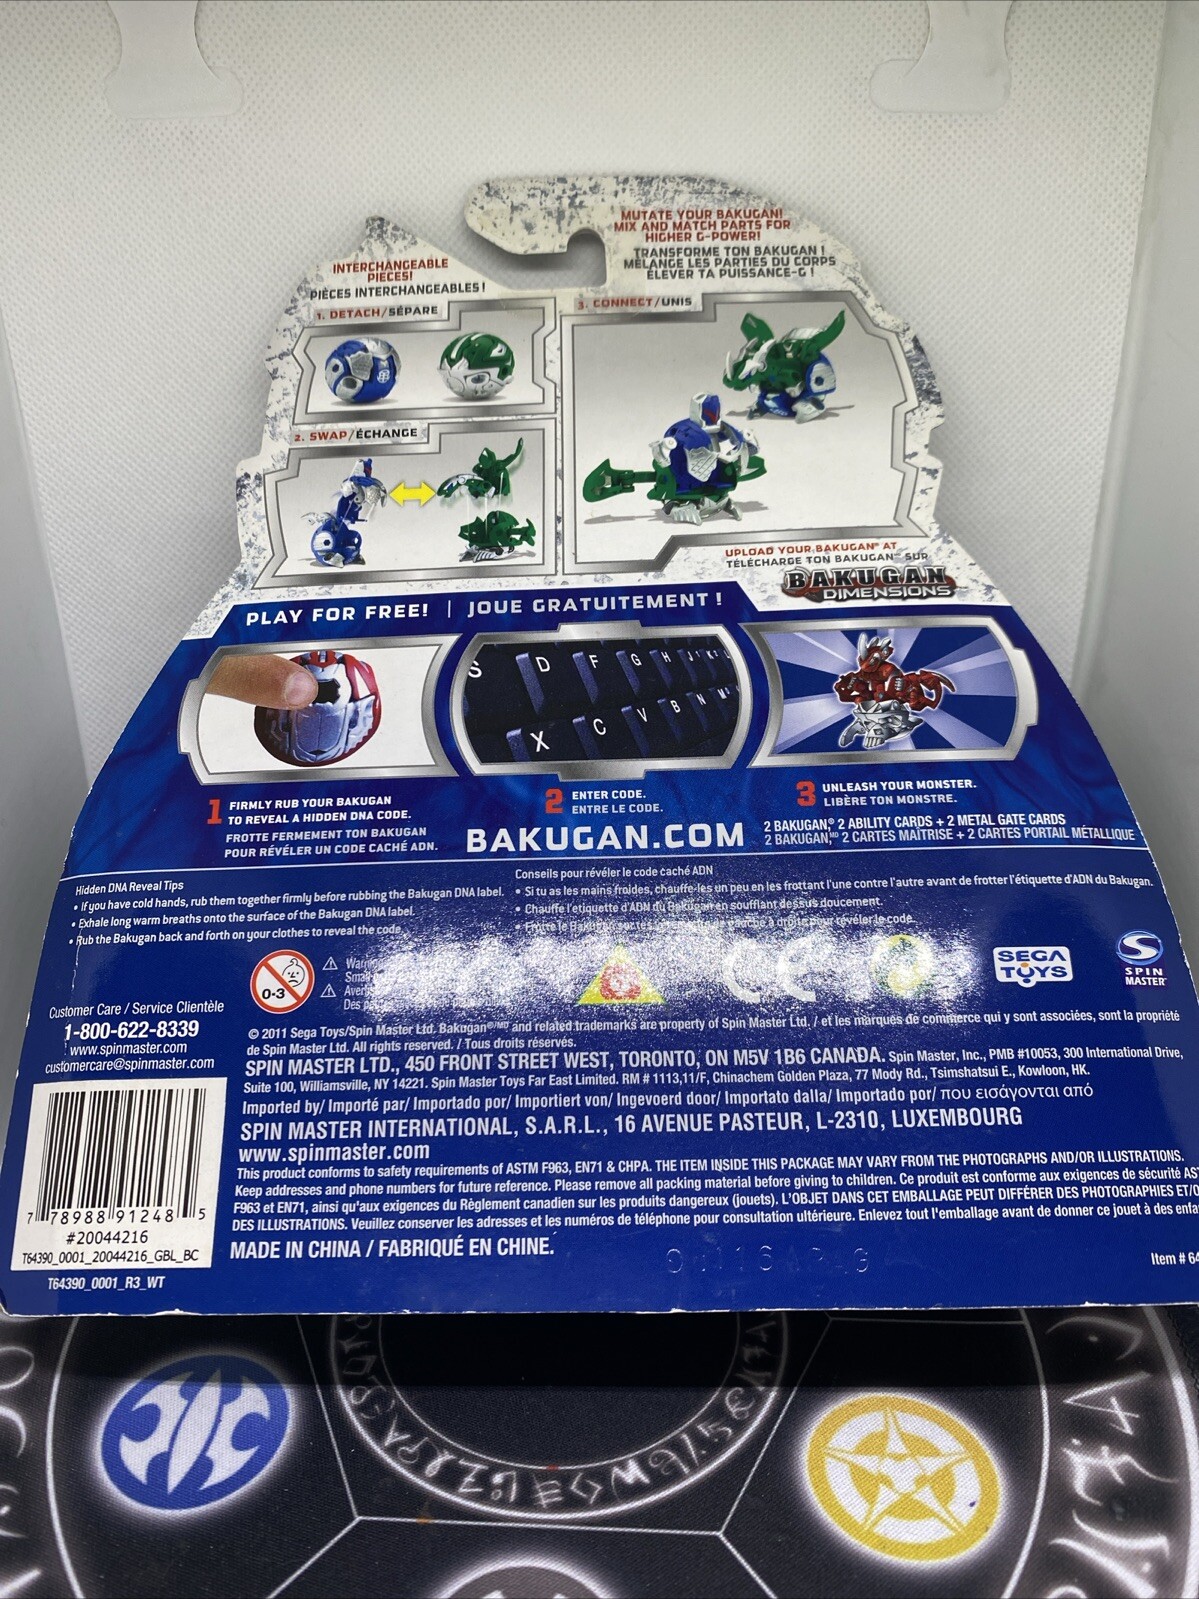 MUTATE YOUR BAKUGAN!
MIX AND MATCH PARTS FOR
HIGHER G-POWER!
TRANSFORME TON BAKUGAN !
MÉLANGE LES PARTIES DU CORPS
ÉLEVER TA PUISSANCE-G !
INTERCHANGEABLE
PIECES!
PIÈCES INTERCHANGEABLES !
1. DETACH/SÉPARE
2. SWAP/ÉCHANGE
3. CONNECT/UNIS
UPLOAD YOUR BAKUGAN® AT
TÉLÉCHARGE TON BAKUGAN™ SUR
BAKUGAN
DIMENSIONS
PLAY FOR FREE! | JOUE GRATUITEMENT !
S D F G H J K L
X C V B N M
1 FIRMLY RUB YOUR BAKUGAN
TO REVEAL A HIDDEN DNA CODE.
FROTTE FERMEMENT TON BAKUGAN
POUR RÉVÉLER UN CODE CACHÉ ADN.
2 ENTER CODE.
ENTRE LE CODE.
3 UNLEASH YOUR MONSTER.
LIBÈRE TON MONSTRE.
BAKUGAN.COM
2 BAKUGAN,® 2 ABILITY CARDS + 2 METAL GATE CARDS
2 BAKUGAN,MD 2 CARTES MAÎTRISE + 2 CARTES PORTAIL MÉTALLIQUE
Hidden DNA Reveal Tips
• If you have cold hands, rub them together firmly before rubbing the Bakugan DNA label.
• Exhale long warm breaths onto the surface of the Bakugan DNA label.
• Rub the Bakugan back and forth on your clothes to reveal the code.
Conseils pour révéler le code caché ADN
• Si tu as les mains froides, chauffe-les un peu en les frottant l'une contre l'autre avant de frotter l'étiquette d'ADN du Bakugan.
• Chauffe l'étiquette d'ADN du Bakugan en soufflant dessus doucement.
• Frotte le Bakugan de gauche à droite pour révéler le code.
0-3
CE
SEGA
TOYS
SPIN
MASTER
Customer Care / Service Clientèle
1-800-622-8339
www.spinmaster.com
customercare@spinmaster.com
© 2011 Sega Toys/Spin Master Ltd. Bakugan®/MD and related trademarks are property of Spin Master Ltd. / et les marques de commerce qui y sont associées, sont la propriété
de Spin Master Ltd. All rights reserved. / Tous droits réservés.
SPIN MASTER LTD., 450 FRONT STREET WEST, TORONTO, ON M5V 1B6 CANADA. Spin Master, Inc., PMB #10053, 300 International Drive,
Suite 100, Williamsville, NY 14221. Spin Master Toys Far East Limited. RM # 1113,11/F, Chinachem Golden Plaza, 77 Mody Rd., Tsimshatsui E., Kowloon, HK.
Imported by/ Importé par/ Importado por/ Importiert von/ Ingevoerd door/ Importato dalla/ Importado por/ που εισάγονται από
SPIN MASTER INTERNATIONAL, S.A.R.L., 16 AVENUE PASTEUR, L-2310, LUXEMBOURG
www.spinmaster.com
This product conforms to safety requirements of ASTM F963, EN71 & CHPA. THE ITEM INSIDE THIS PACKAGE MAY VARY FROM THE PHOTOGRAPHS AND/OR ILLUSTRATIONS.
Keep addresses and phone numbers for future reference. Please remove all packing material before giving to children. Ce produit est conforme aux exigences de sécurité AS
F963 et EN71, ainsi qu'aux exigences du Règlement canadien sur les produits dangereux (jouets). L'OBJET DANS CET EMBALLAGE PEUT DIFFÉRER DES PHOTOGRAPHIES ET/O
DES ILLUSTRATIONS. Veuillez conserver les adresses et les numéros de téléphone pour consultation ultérieure. Enlevez tout l'emballage avant de donner ce jouet à des enfa
MADE IN CHINA / FABRIQUÉ EN CHINE.
Item # 64
7 78988 91248 5
#20044216
T64390_0001_20044216_GBL_BC
T64390_0001_R3_WT